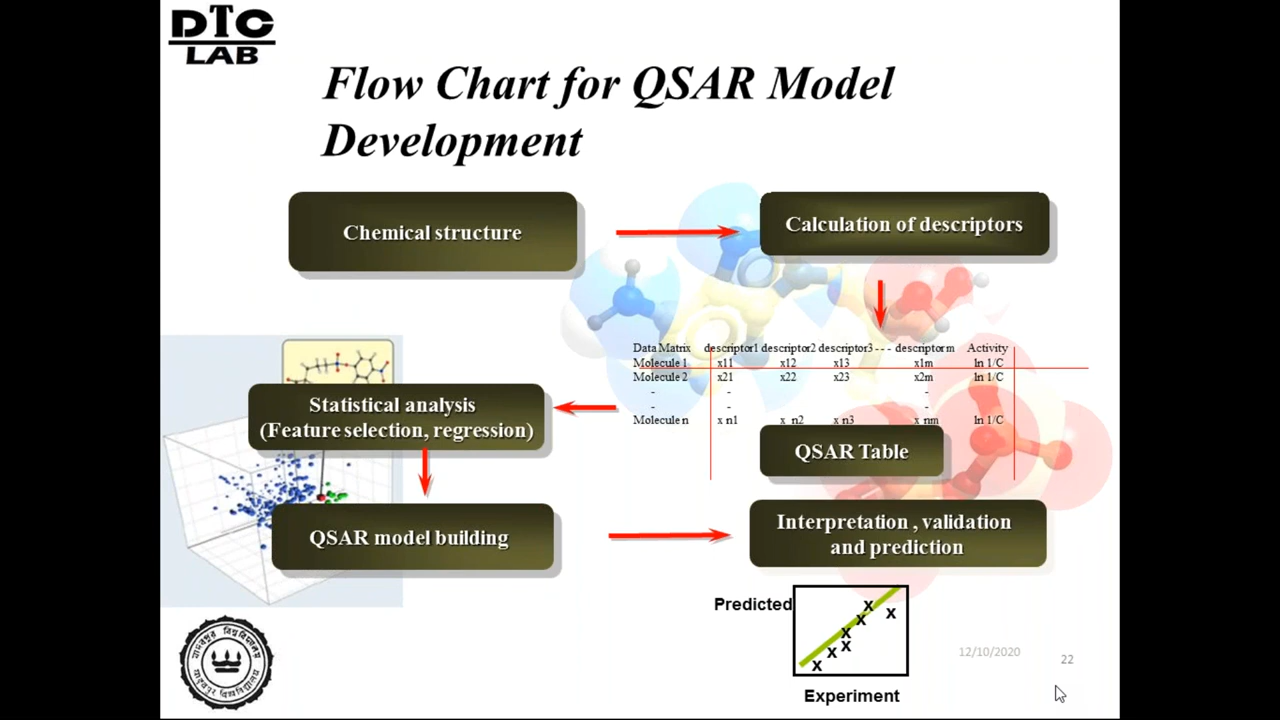 DTC
LAB
Flow Chart for QSAR Model
Development
Chemical structure
Calculation of descriptors
Data Matrix descriptor1 descriptor2 descriptor3 - - - descriptor m Activity
Molecule 1 x11 x12 x13 x1m ln 1/C
Molecule 2 x21 x22 x23 x2m ln 1/C
- - -
- - -
Molecule n x n1 x n2 x n3 x nm ln 1/C
QSAR Table
Statistical analysis
(Feature selection, regression)
QSAR model building
Interpretation , validation
and prediction
Predicted
Experiment
যাদবপুর বিশ্ববিদ্যালয়
12/10/2020
22